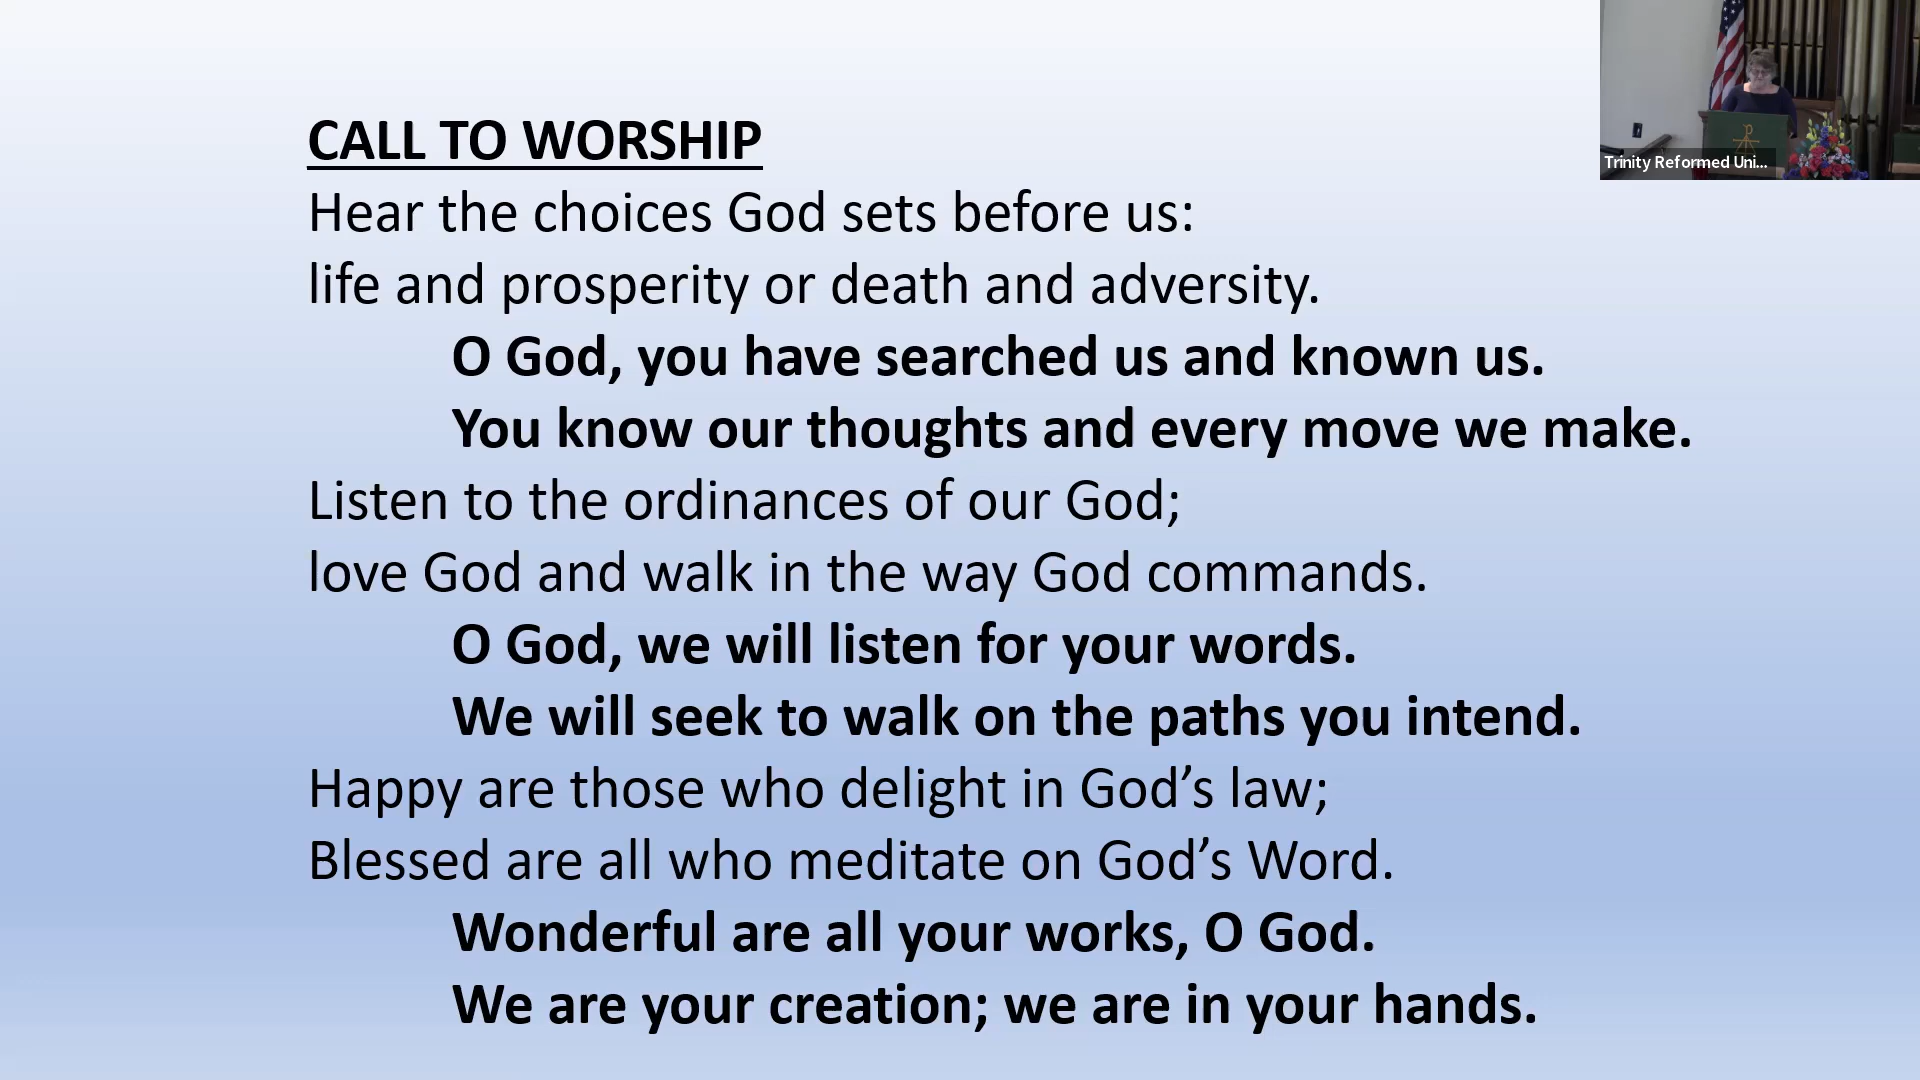 CALL TO WORSHIP
Hear the choices God sets before us:
life and prosperity or death and adversity.
O God, you have searched us and known us.
You know our thoughts and every move we make.
Listen to the ordinances of our God;
love God and walk in the way God commands.
O God, we will listen for your words.
We will seek to walk on the paths you intend.
Happy are those who delight in God’s law;
Blessed are all who meditate on God’s Word.
Wonderful are all your works, O God.
We are your creation; we are in your hands.
Trinity Reformed Uni...